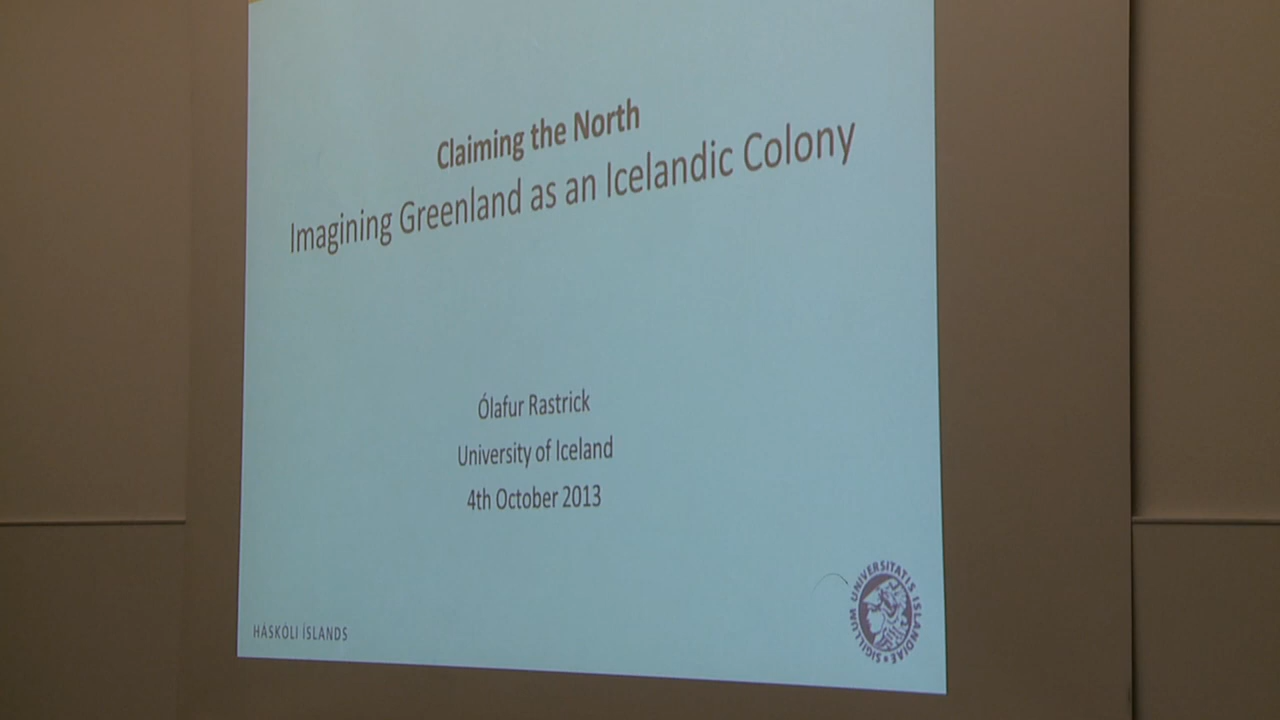 Claiming the North
Imagining Greenland as an Icelandic Colony
Ólafur Rastrick
University of Iceland
4th October 2013
HÁSKÓLI ÍSLANDS
SIGILLUM UNIVERSITATIS ISLANDIAE